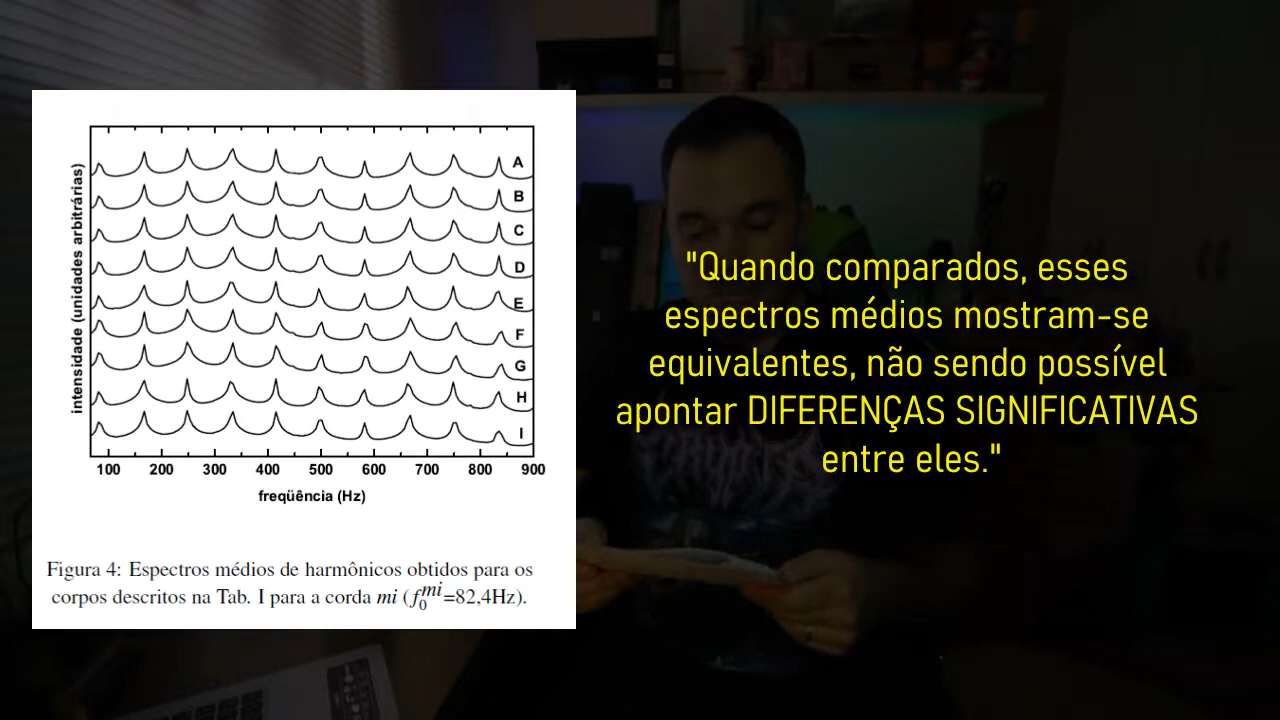 intensidade (unidades arbitrárias)
A
B
C
D
E
F
G
H
I
100 200 300 400 500 600 700 800 900
freqüência (Hz)
Figura 4: Espectros médios de harmônicos obtidos para os
corpos descritos na Tab. I para a corda mi (f₀ᵐⁱ=82,4Hz).
"Quando comparados, esses
espectros médios mostram-se
equivalentes, não sendo possível
apontar DIFERENÇAS SIGNIFICATIVAS
entre eles."